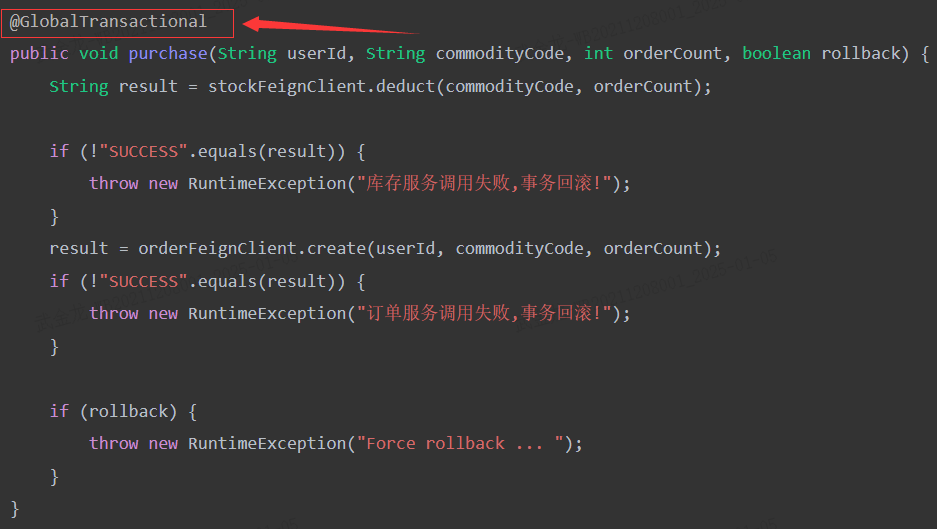 @GlobalTransactional
public void purchase(String userId, String commodityCode, int orderCount, boolean rollback) {
String result = stockFeignClient.deduct(commodityCode, orderCount);
if (!"SUCCESS".equals(result)) {
throw new RuntimeException("库存服务调用失败,事务回滚!");
}
result = orderFeignClient.create(userId, commodityCode, orderCount);
if (!"SUCCESS".equals(result)) {
throw new RuntimeException("订单服务调用失败,事务回滚!");
}
if (rollback) {
throw new RuntimeException("Force rollback ... ");
}
}